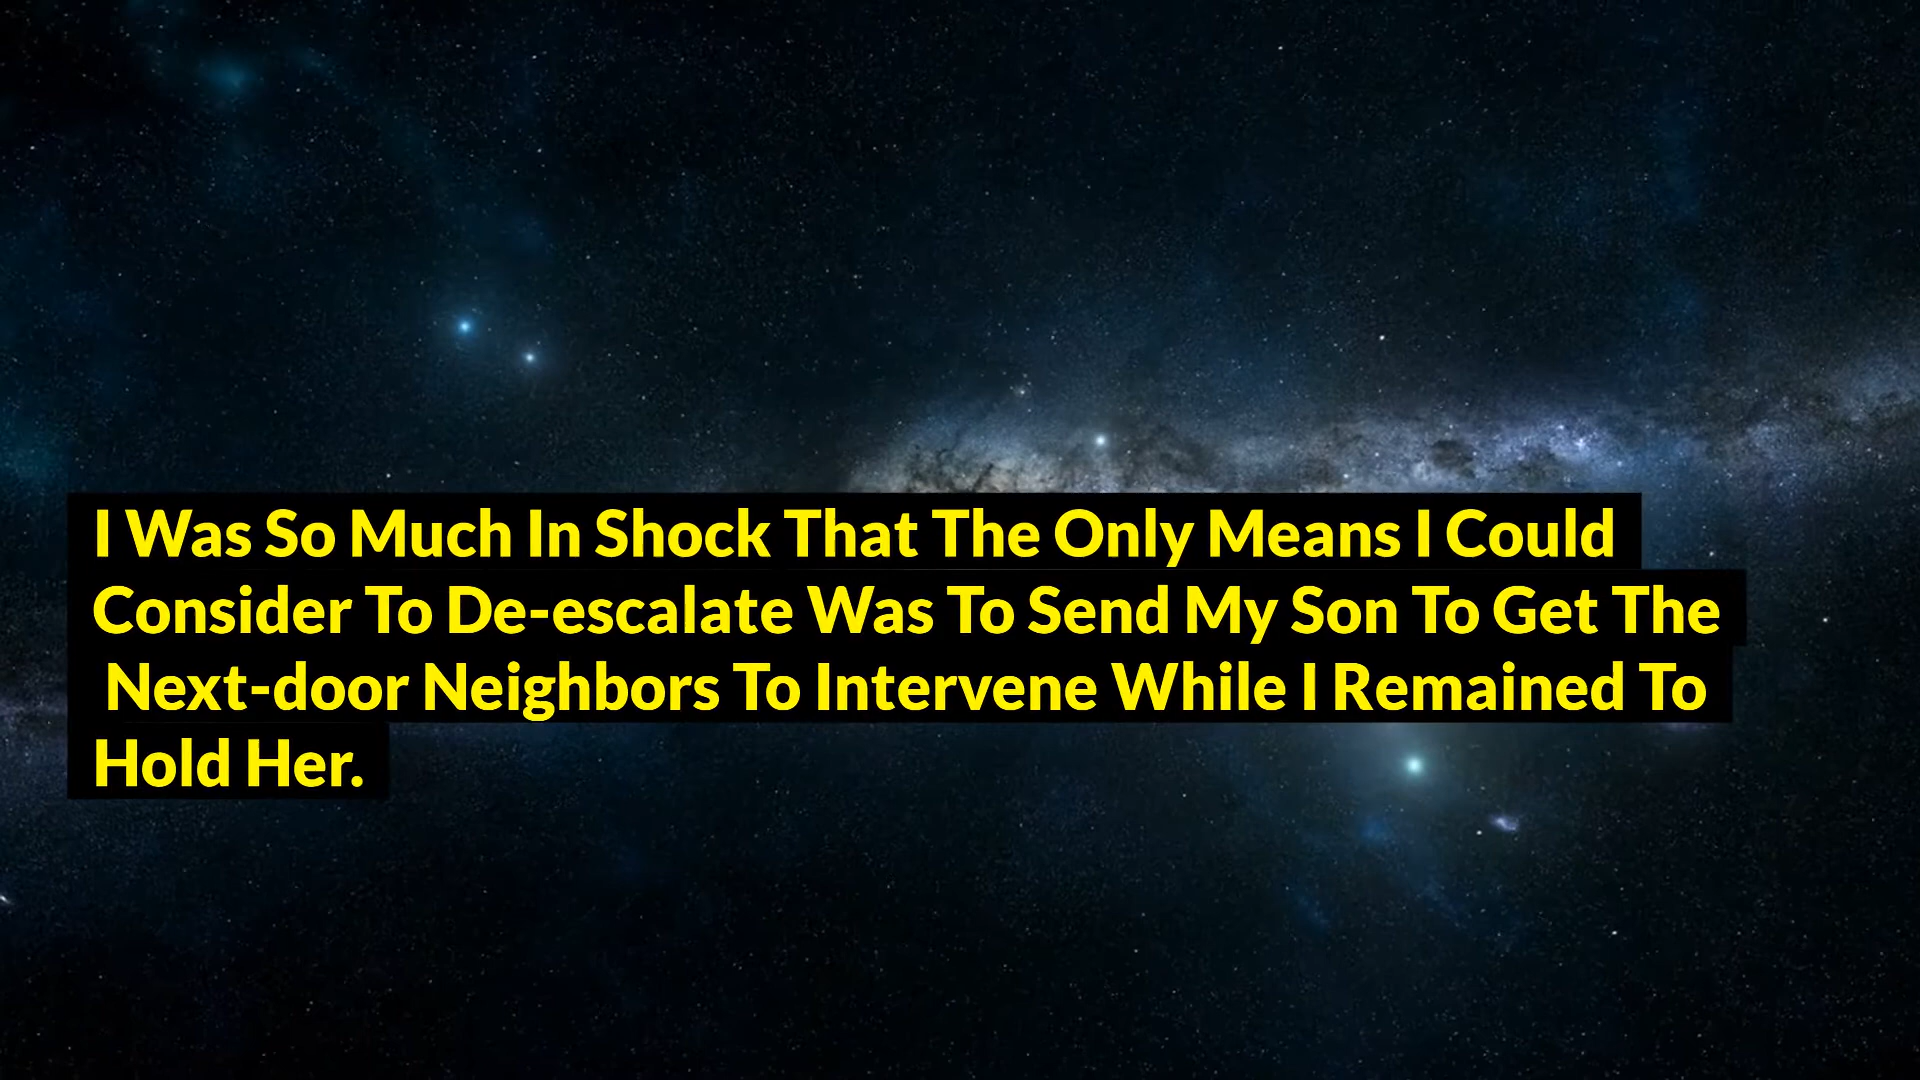 I Was So Much In Shock That The Only Means I Could
Consider To De-escalate Was To Send My Son To Get The
Next-door Neighbors To Intervene While I Remained To
Hold Her.